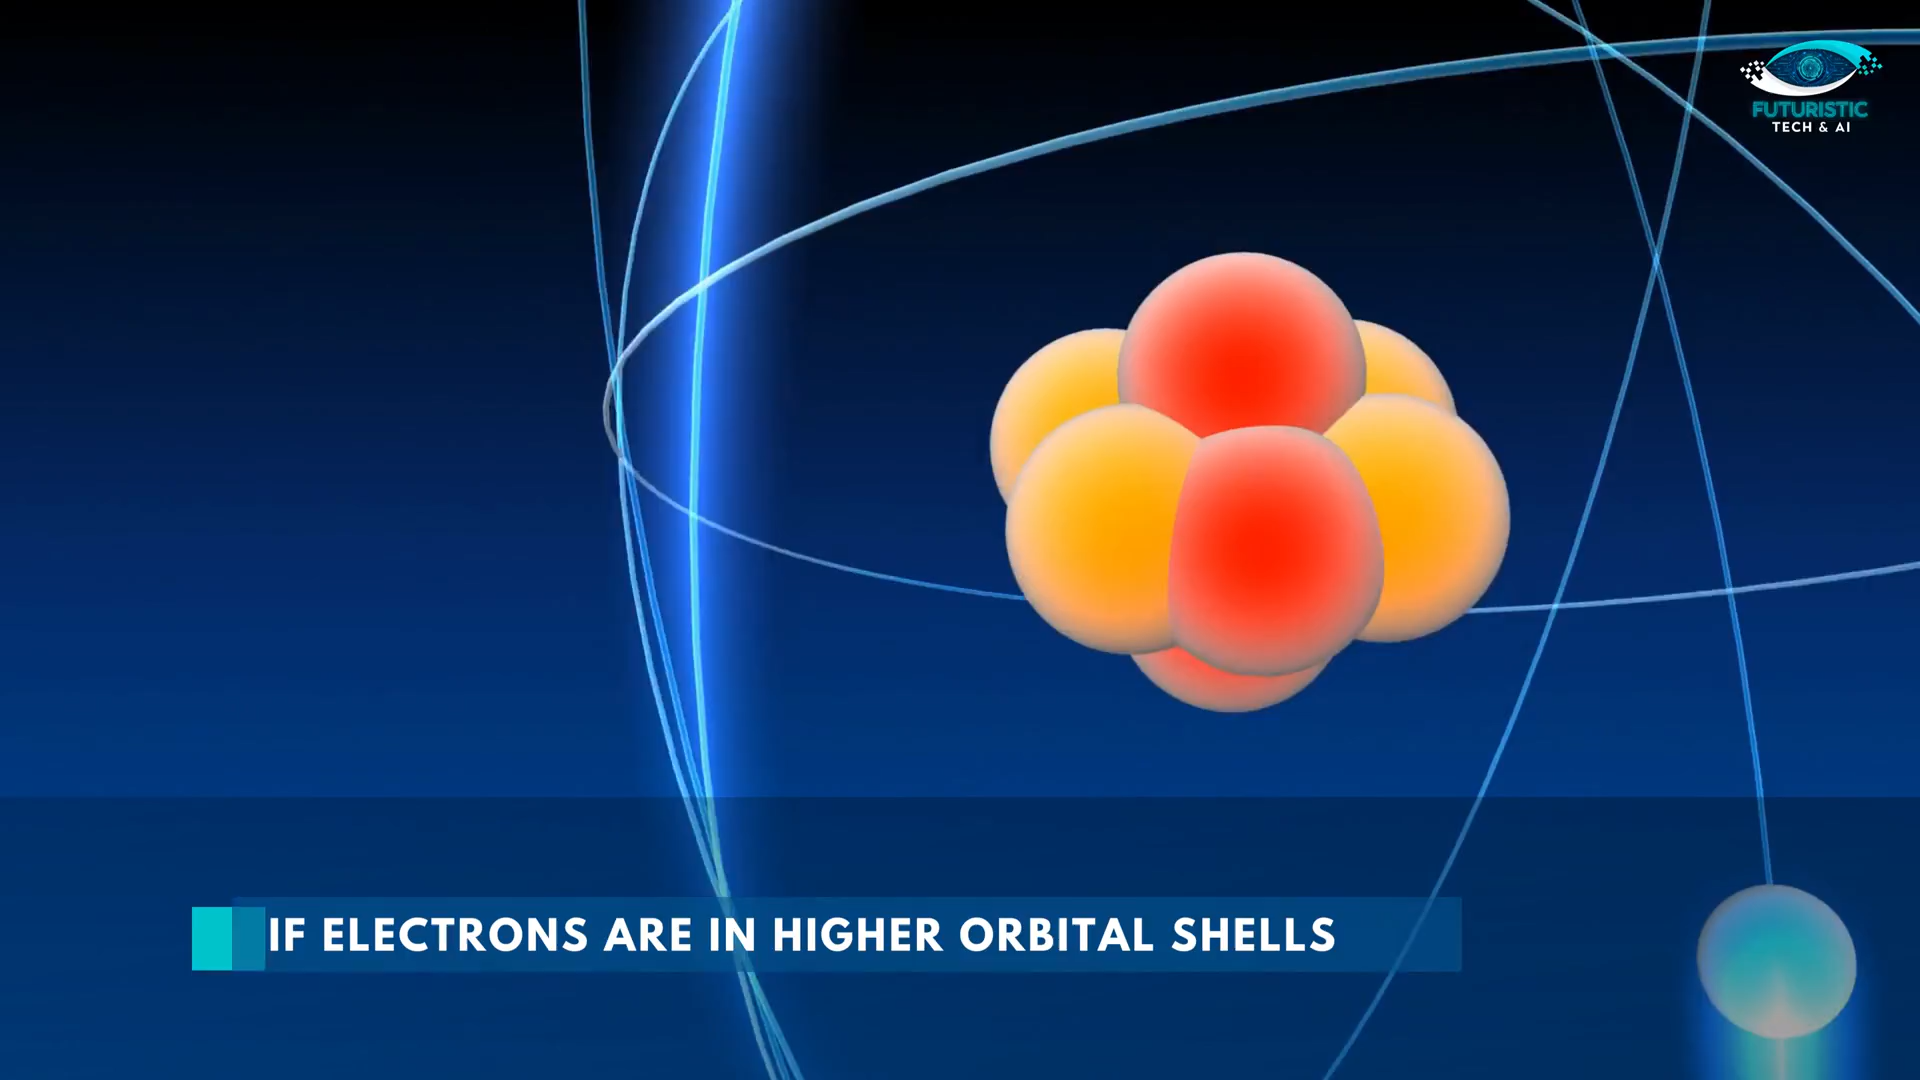 FUTURISTIC
TECH & AI
IF ELECTRONS ARE IN HIGHER ORBITAL SHELLS